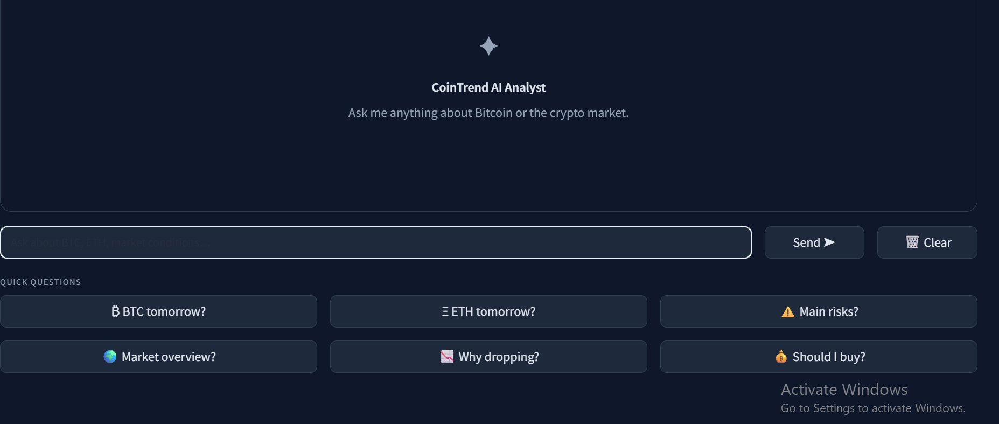 CoinTrend AI Analyst
Ask me anything about Bitcoin or the crypto market.
Ask about BTC, ETH, market conditions...
Send ➤
🗑 Clear
QUICK QUESTIONS
₿ BTC tomorrow?
Ξ ETH tomorrow?
⚠️ Main risks?
🌍 Market overview?
📉 Why dropping?
💰 Should I buy?
Activate Windows
Go to Settings to activate Windows.